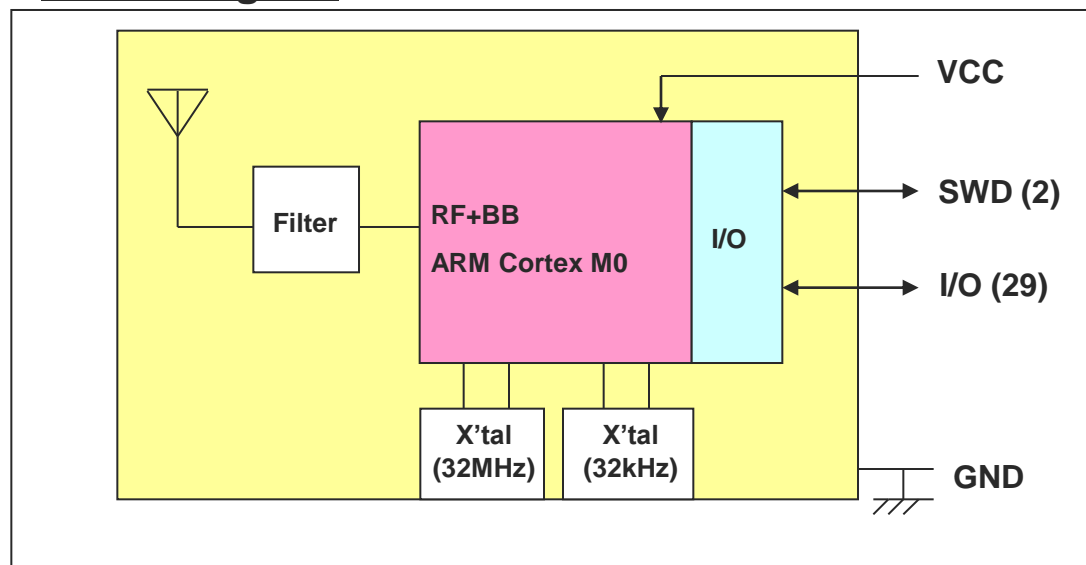 VCC
SWD (2)
Filter
RF+BB
ARM Cortex M0
I/O
I/O (29)
X'tal
(32MHz)
X'tal
(32kHz)
GND